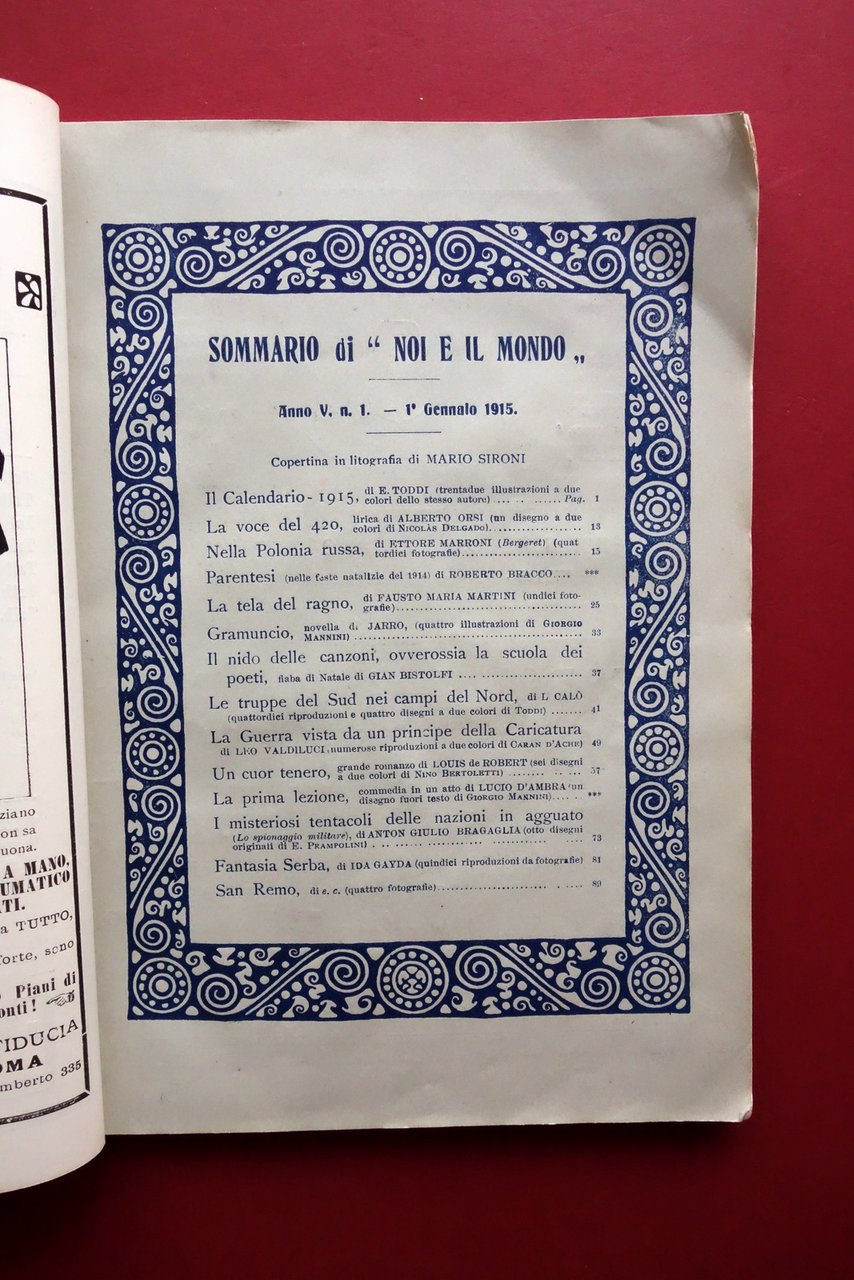 ziano
on sa
uona.
A MANO,
EUMATICO
ATI.
a TUTTO,
forte, sono
o Piani di
onti !
FIDUCIA
OMA
mberto 335
SOMMARIO di “ NOI E IL MONDO „
Anno V, n. 1. — 1° Gennaio 1915.
Copertina in litografia di MARIO SIRONI
Il Calendario - 1915, di E. TODDI (trentadue illustrazioni a due
colori dello stesso autore).... .. ....... Pag. 1
La voce del 420, lirica di ALBERTO ORSI (un disegno a due
colori di NICOLÀS DELGADO)..................... 13
Nella Polonia russa, di ETTORE MARRONI (Bergeret) (quat
tordici fotografie).......................... 15
Parentesi (nelle feste natalizie del 1914) di ROBERTO BRACCO.... ***
La tela del ragno, di FAUSTO MARIA MARTINI (undici foto-
grafie)........................................ 25
Gramuncio, novella di JARRO, (quattro illustrazioni di GIORGIO
MANNINI) ................................................ 33
Il nido delle canzoni, ovverossia la scuola dei
poeti, fiaba di Natale di GIAN BISTOLFI ......................... 37
Le truppe del Sud nei campi del Nord, di I. CALÒ
(quattordici riproduzioni e quattro disegni a due colori di TODDI) ....... 41
La Guerra vista da un principe della Caricatura
di LEO VALDILUCI (numerose riproduzioni a due colori di CARAN D'ACHE) 49
Un cuor tenero, grande romanzo di LOUIS de ROBERT (sei disegni
a due colori di NINO BERTOLETTI) ........ .. ... 57
La prima lezione, commedia in un atto di LUCIO D'AMBRA (un
disegno fuori testo di GIORGIO MANNINI)..... .. ***
I misteriosi tentacoli delle nazioni in agguato
(Lo spionaggio militare), di ANTON GIULIO BRAGAGLIA (otto disegni
originali di E. PRAMPOLINI) . .. ..................... ............. .... 73
Fantasia Serba, di IDA GAYDA (quindici riproduzioni da fotografie) 81
San Remo, di e. c. (quattro fotografie)........................ .. . .... 89